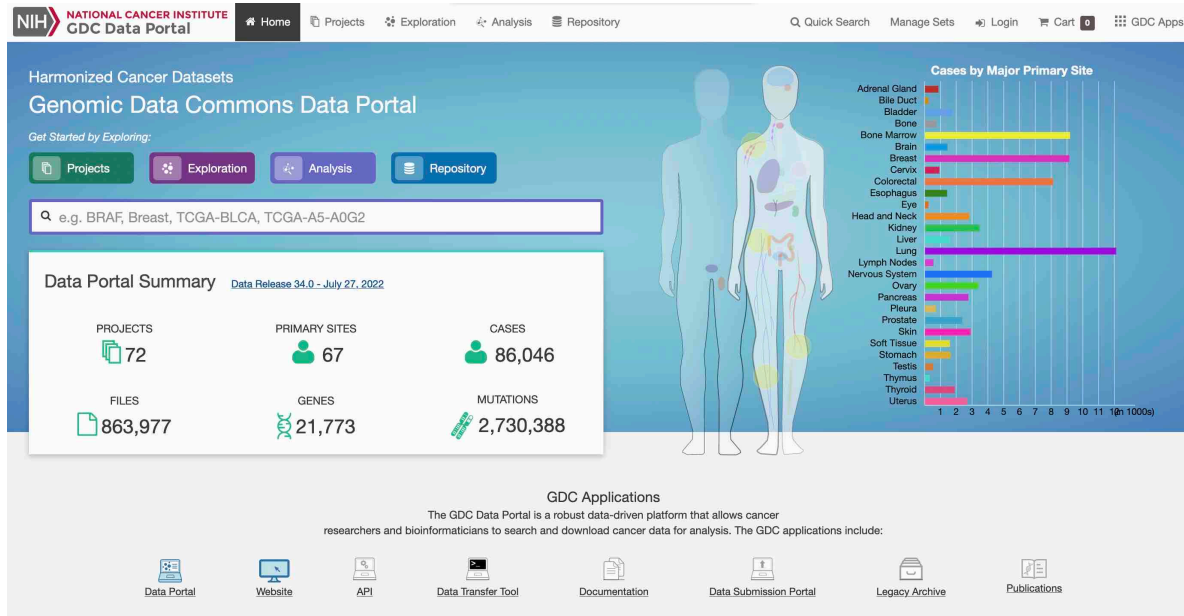 NIH NATIONAL CANCER INSTITUTE
GDC Data Portal
Home
Projects
Exploration
Analysis
Repository
Quick Search
Manage Sets
Login
Cart 0
GDC Apps
Harmonized Cancer Datasets
Genomic Data Commons Data Portal
Get Started by Exploring:
Projects
Exploration
Analysis
Repository
e.g. BRAF, Breast, TCGA-BLCA, TCGA-A5-A0G2
Data Portal Summary
Data Release 34.0 - July 27, 2022
PROJECTS
72
PRIMARY SITES
67
CASES
86,046
FILES
863,977
GENES
21,773
MUTATIONS
2,730,388
Cases by Major Primary Site
Adrenal Gland
Bile Duct
Bladder
Bone
Bone Marrow
Brain
Breast
Cervix
Colorectal
Esophagus
Eye
Head and Neck
Kidney
Liver
Lung
Lymph Nodes
Nervous System
Ovary
Pancreas
Pleura
Prostate
Skin
Soft Tissue
Stomach
Testis
Thymus
Thyroid
Uterus
1 2 3 4 5 6 7 8 9 10 11 1000s)
GDC Applications
The GDC Data Portal is a robust data-driven platform that allows cancer
researchers and bioinformaticians to search and download cancer data for analysis. The GDC applications include:
Data Portal
Website
API
Data Transfer Tool
Documentation
Data Submission Portal
Legacy Archive
Publications